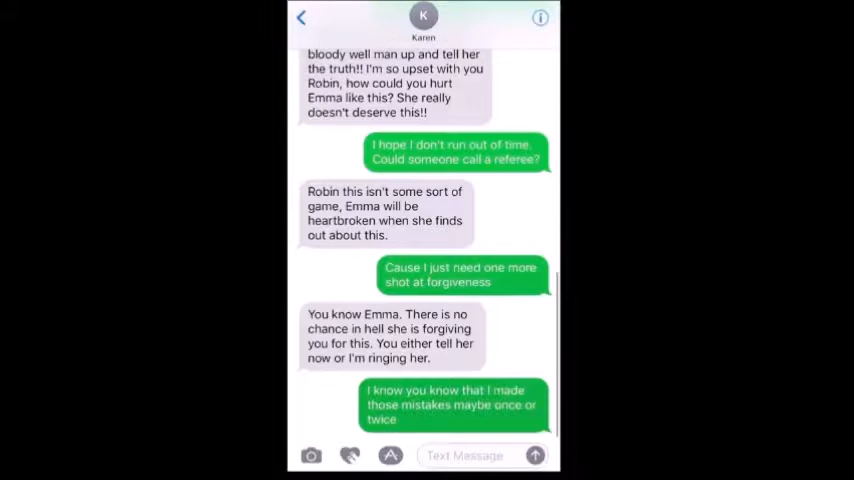 K
Karen
bloody well man up and tell her
the truth!! I'm so upset with you
Robin, how could you hurt
Emma like this? She really
doesn't deserve this!!
I hope I don't run out of time.
Could someone call a referee?
Robin this isn't some sort of
game, Emma will be
heartbroken when she finds
out about this.
Cause I just need one more
shot at forgiveness
You know Emma. There is no
chance in hell she is forgiving
you for this. You either tell her
now or I'm ringing her.
I know you know that I made
those mistakes maybe once or
twice
Text Message